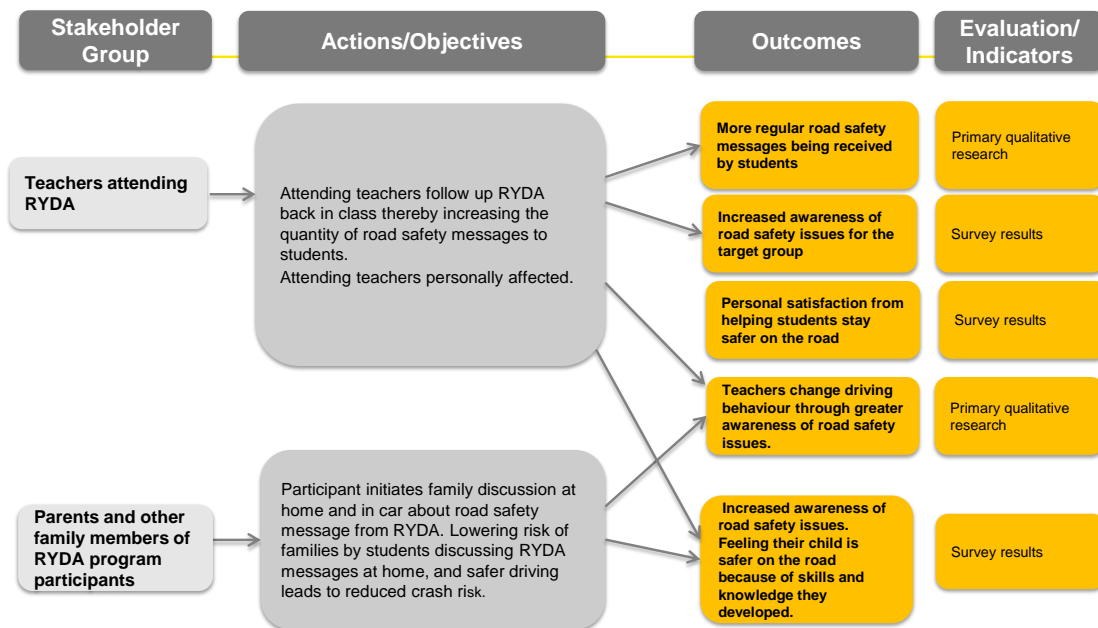 Stakeholder
Group
Actions/Objectives
Outcomes
Evaluation/
Indicators
Teachers attending
RYDA
Attending teachers follow up RYDA
back in class thereby increasing the
quantity of road safety messages to
students.
Attending teachers personally affected.
More regular road safety
messages being received
by students
Primary qualitative
research
Increased awareness of
road safety issues for the
target group
Survey results
Personal satisfaction from
helping students stay
safer on the road
Survey results
Teachers change driving
behaviour through greater
awareness of road safety
issues.
Primary qualitative
research
Parents and other
family members of
RYDA program
participants
Participant initiates family discussion at
home and in car about road safety
message from RYDA. Lowering risk of
families by students discussing RYDA
messages at home, and safer driving
leads to reduced crash risk.
Increased awareness of
road safety issues.
Feeling their child is
safer on the road
because of skills and
knowledge they
developed.
Survey results